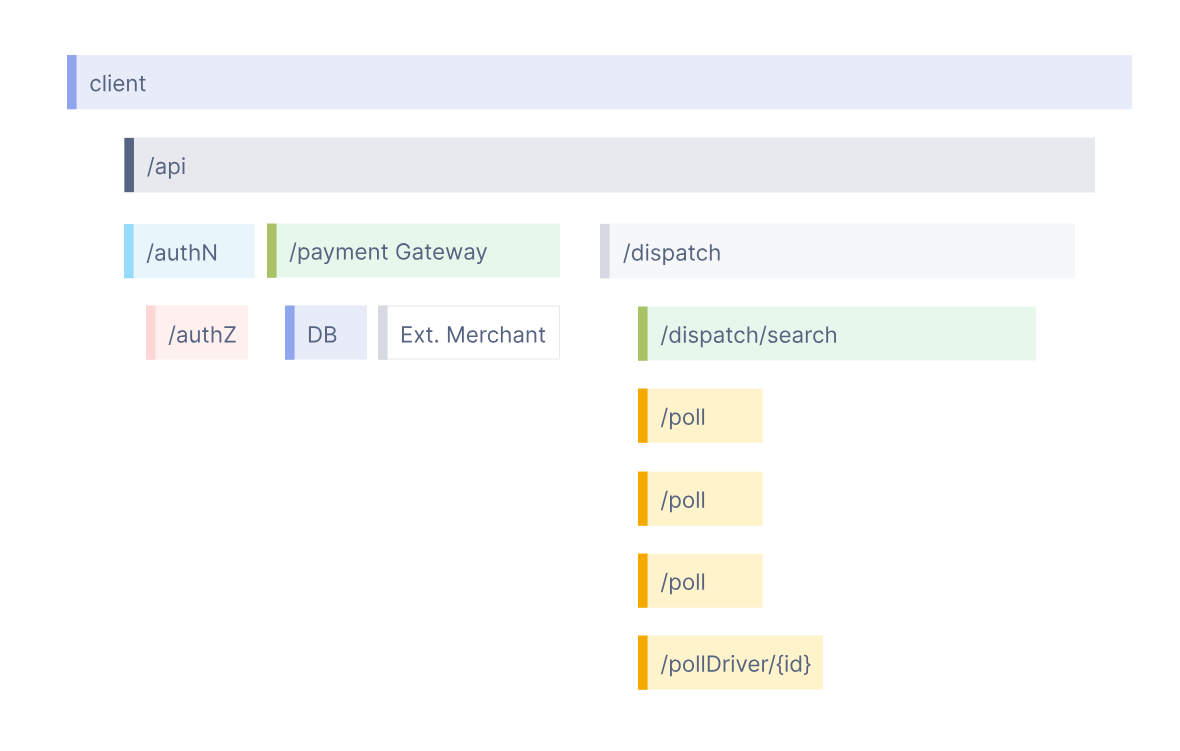 client
/api
/authN
/payment Gateway
/dispatch
/authZ
DB
Ext. Merchant
/dispatch/search
/poll
/poll
/poll
/pollDriver/{id}